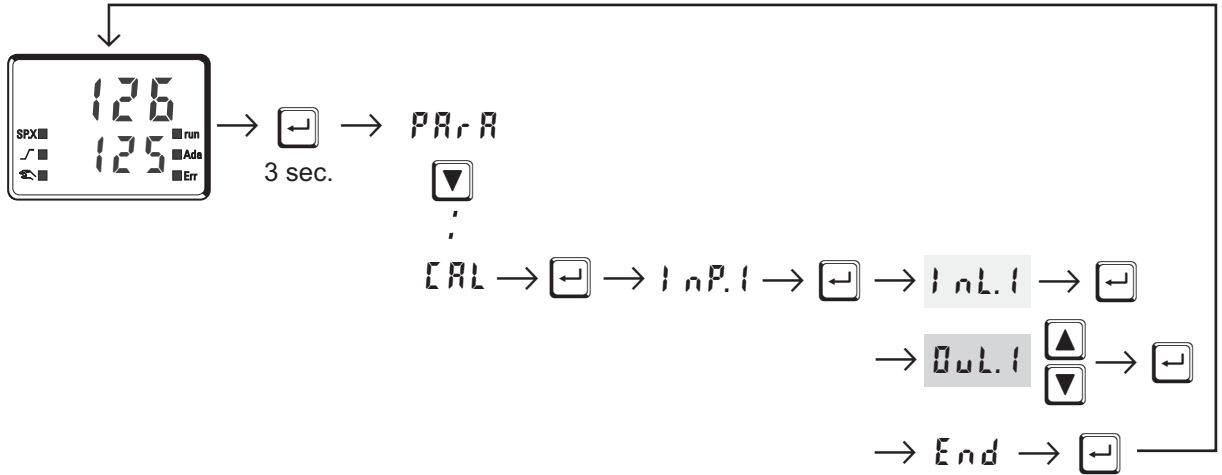 126
SP.X
run
125
Ada
Err
3 sec.
PArA
CAL
InP.1
InL.1
OuL.1
End